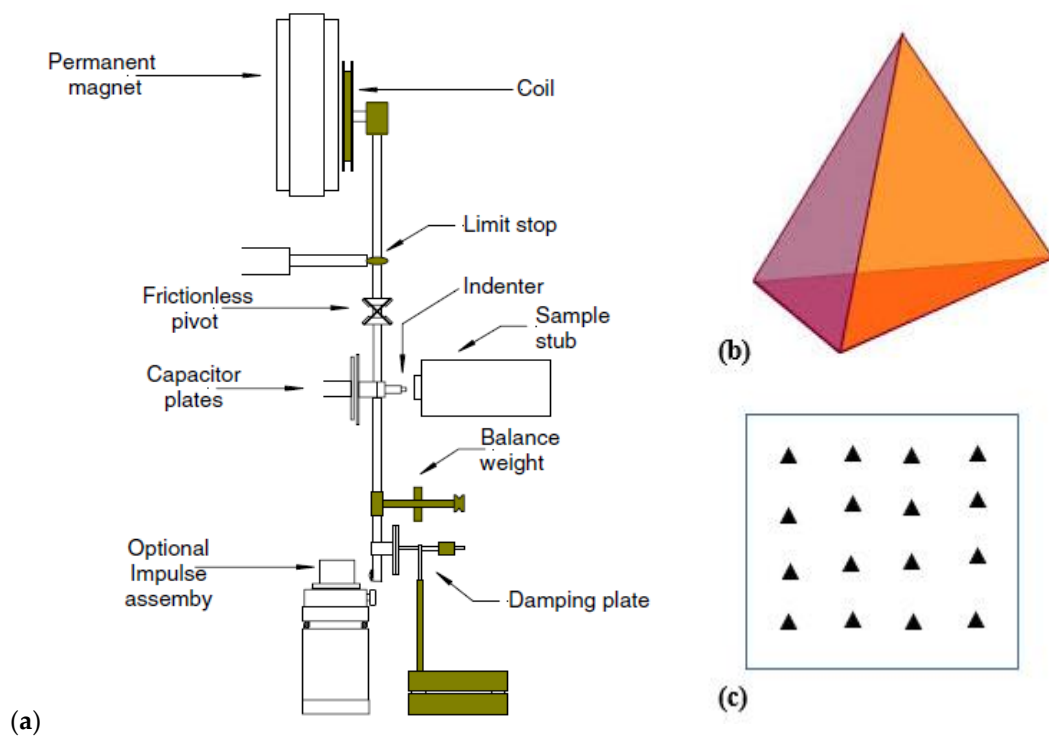 Permanent
magnet
Coil
Limit stop
Frictionless
pivot
Indenter
Sample
stub
Capacitor
plates
Balance
weight
Optional
Impulse
assemby
Damping plate
(a)
(b)
(c)